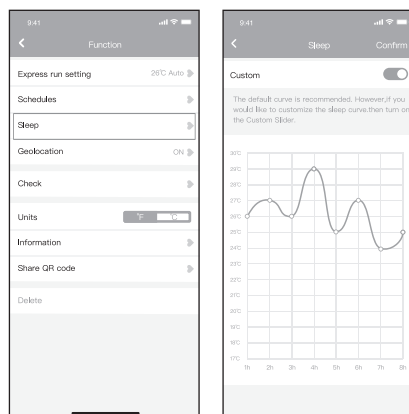 9:41
Function
Express run setting 26°C Auto
Schedules
Sleep
Geolocation ON
Check
Units °F °C
Information
Share QR code
Delete
9:41
Sleep Confirm
Custom
The default curve is recommended. However,if you
would like to customize the sleep curve.then turn on
the Custom Slider.
30°C
29°C
28°C
27°C
26°C
25°C
24°C
23°C
22°C
21°C
20°C
19°C
18°C
17°C
1h 2h 3h 4h 5h 6h 7h 8h